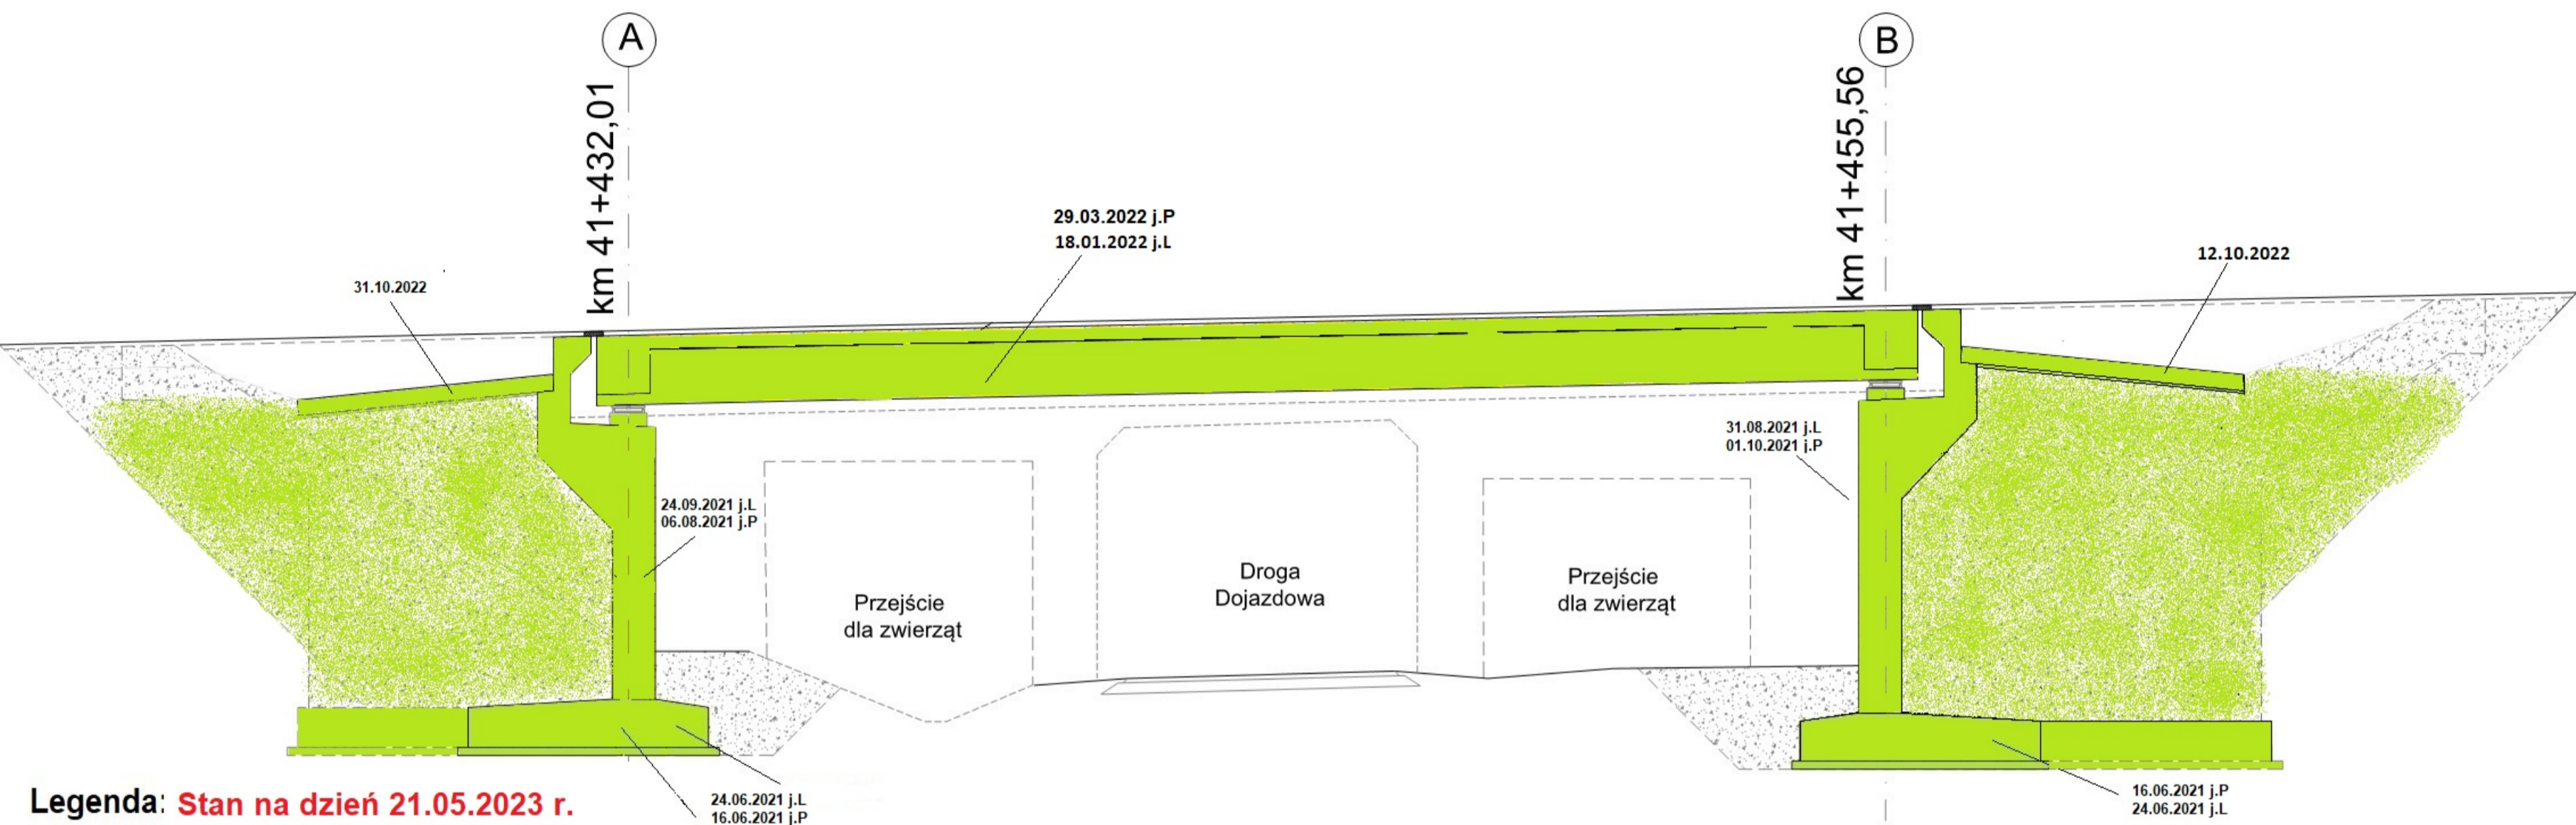 A
B
km 41+432,01
km 41+455,56
29.03.2022 j.P
18.01.2022 j.L
12.10.2022
31.10.2022
31.08.2021 j.L
01.10.2021 j.P
24.09.2021 j.L
06.08.2021 j.P
Przejście
dla zwierząt
Droga
Dojazdowa
Przejście
dla zwierząt
Legenda: Stan na dzień 21.05.2023 r.
24.06.2021 j.L
16.06.2021 j.P
16.06.2021 j.P
24.06.2021 j.L